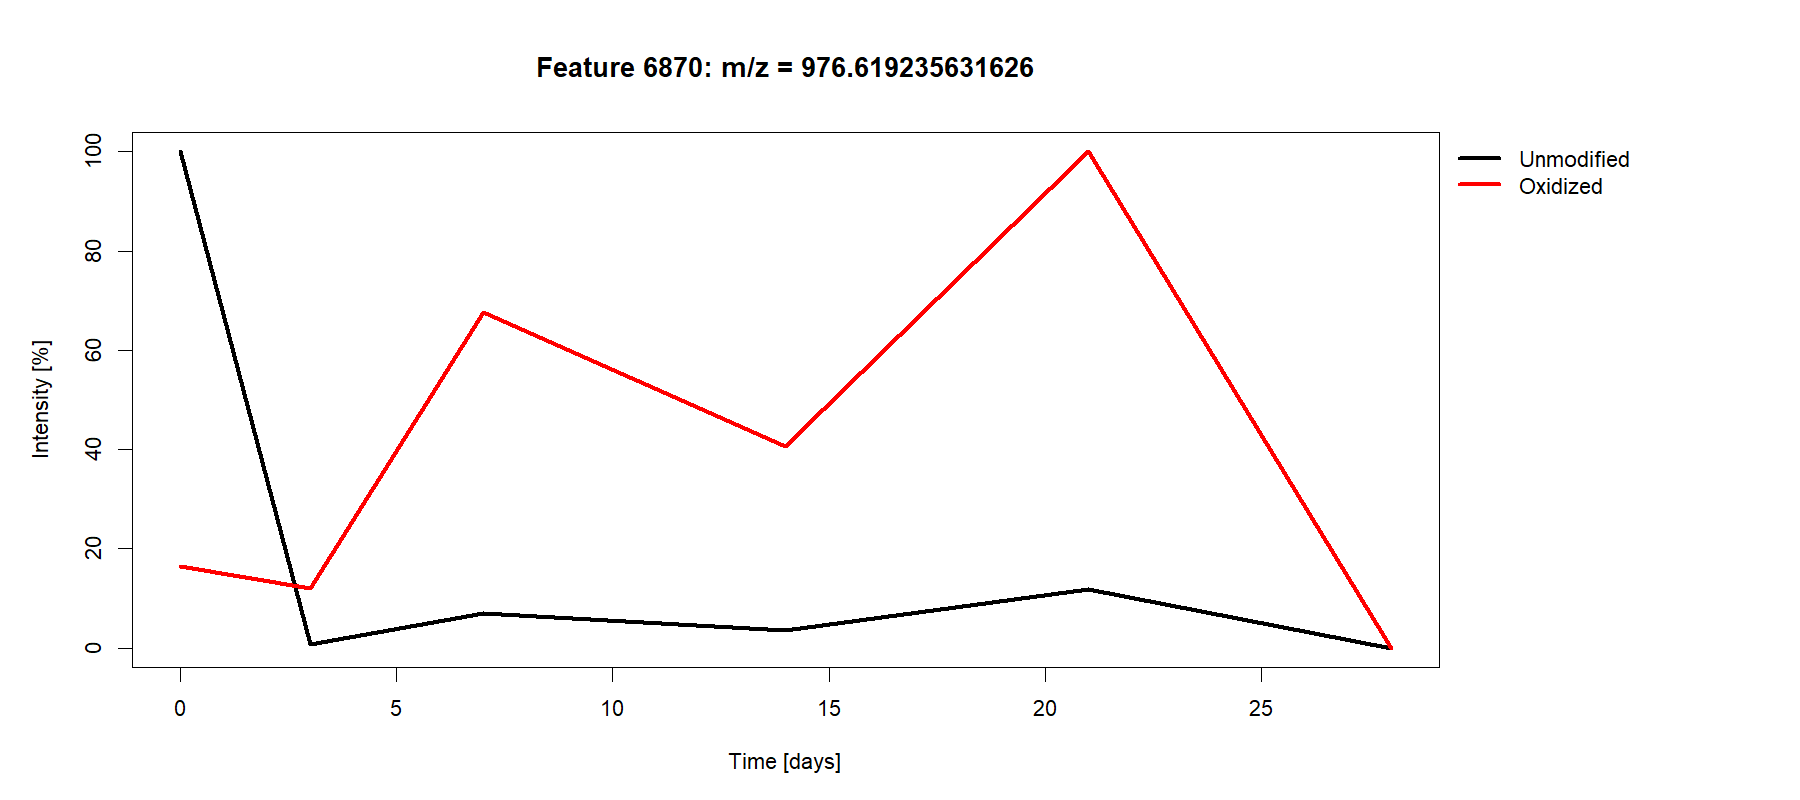 Feature 6870: m/z = 976.619235631626
Unmodified
Oxidized
Intensity [%]
100
80
60
40
20
0
0 5 10 15 20 25
Time [days]